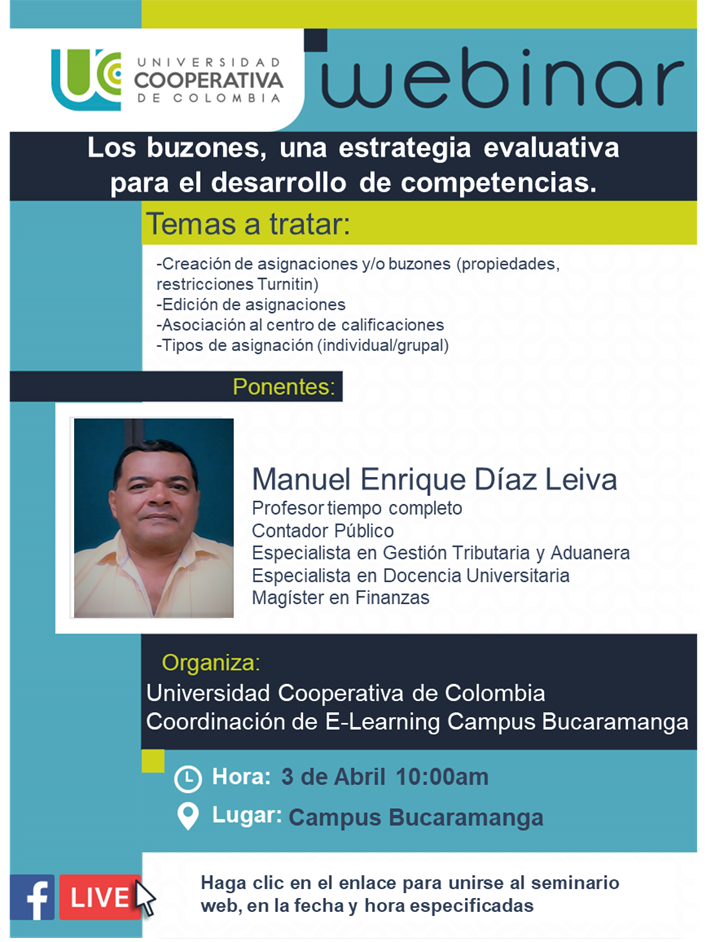 UNIVERSIDAD
COOPERATIVA
DE COLOMBIA
webinar
Los buzones, una estrategia evaluativa
para el desarrollo de competencias.
Temas a tratar:
-Creación de asignaciones y/o buzones (propiedades,
restricciones Turnitin)
-Edición de asignaciones
-Asociación al centro de calificaciones
-Tipos de asignación (individual/grupal)
Ponentes:
Manuel Enrique Díaz Leiva
Profesor tiempo completo
Contador Público
Especialista en Gestión Tributaria y Aduanera
Especialista en Docencia Universitaria
Magíster en Finanzas
Organiza:
Universidad Cooperativa de Colombia
Coordinación de E-Learning Campus Bucaramanga
Hora: 3 de Abril 10:00am
Lugar: Campus Bucaramanga
f LIVE
Haga clic en el enlace para unirse al seminario
web, en la fecha y hora especificadas